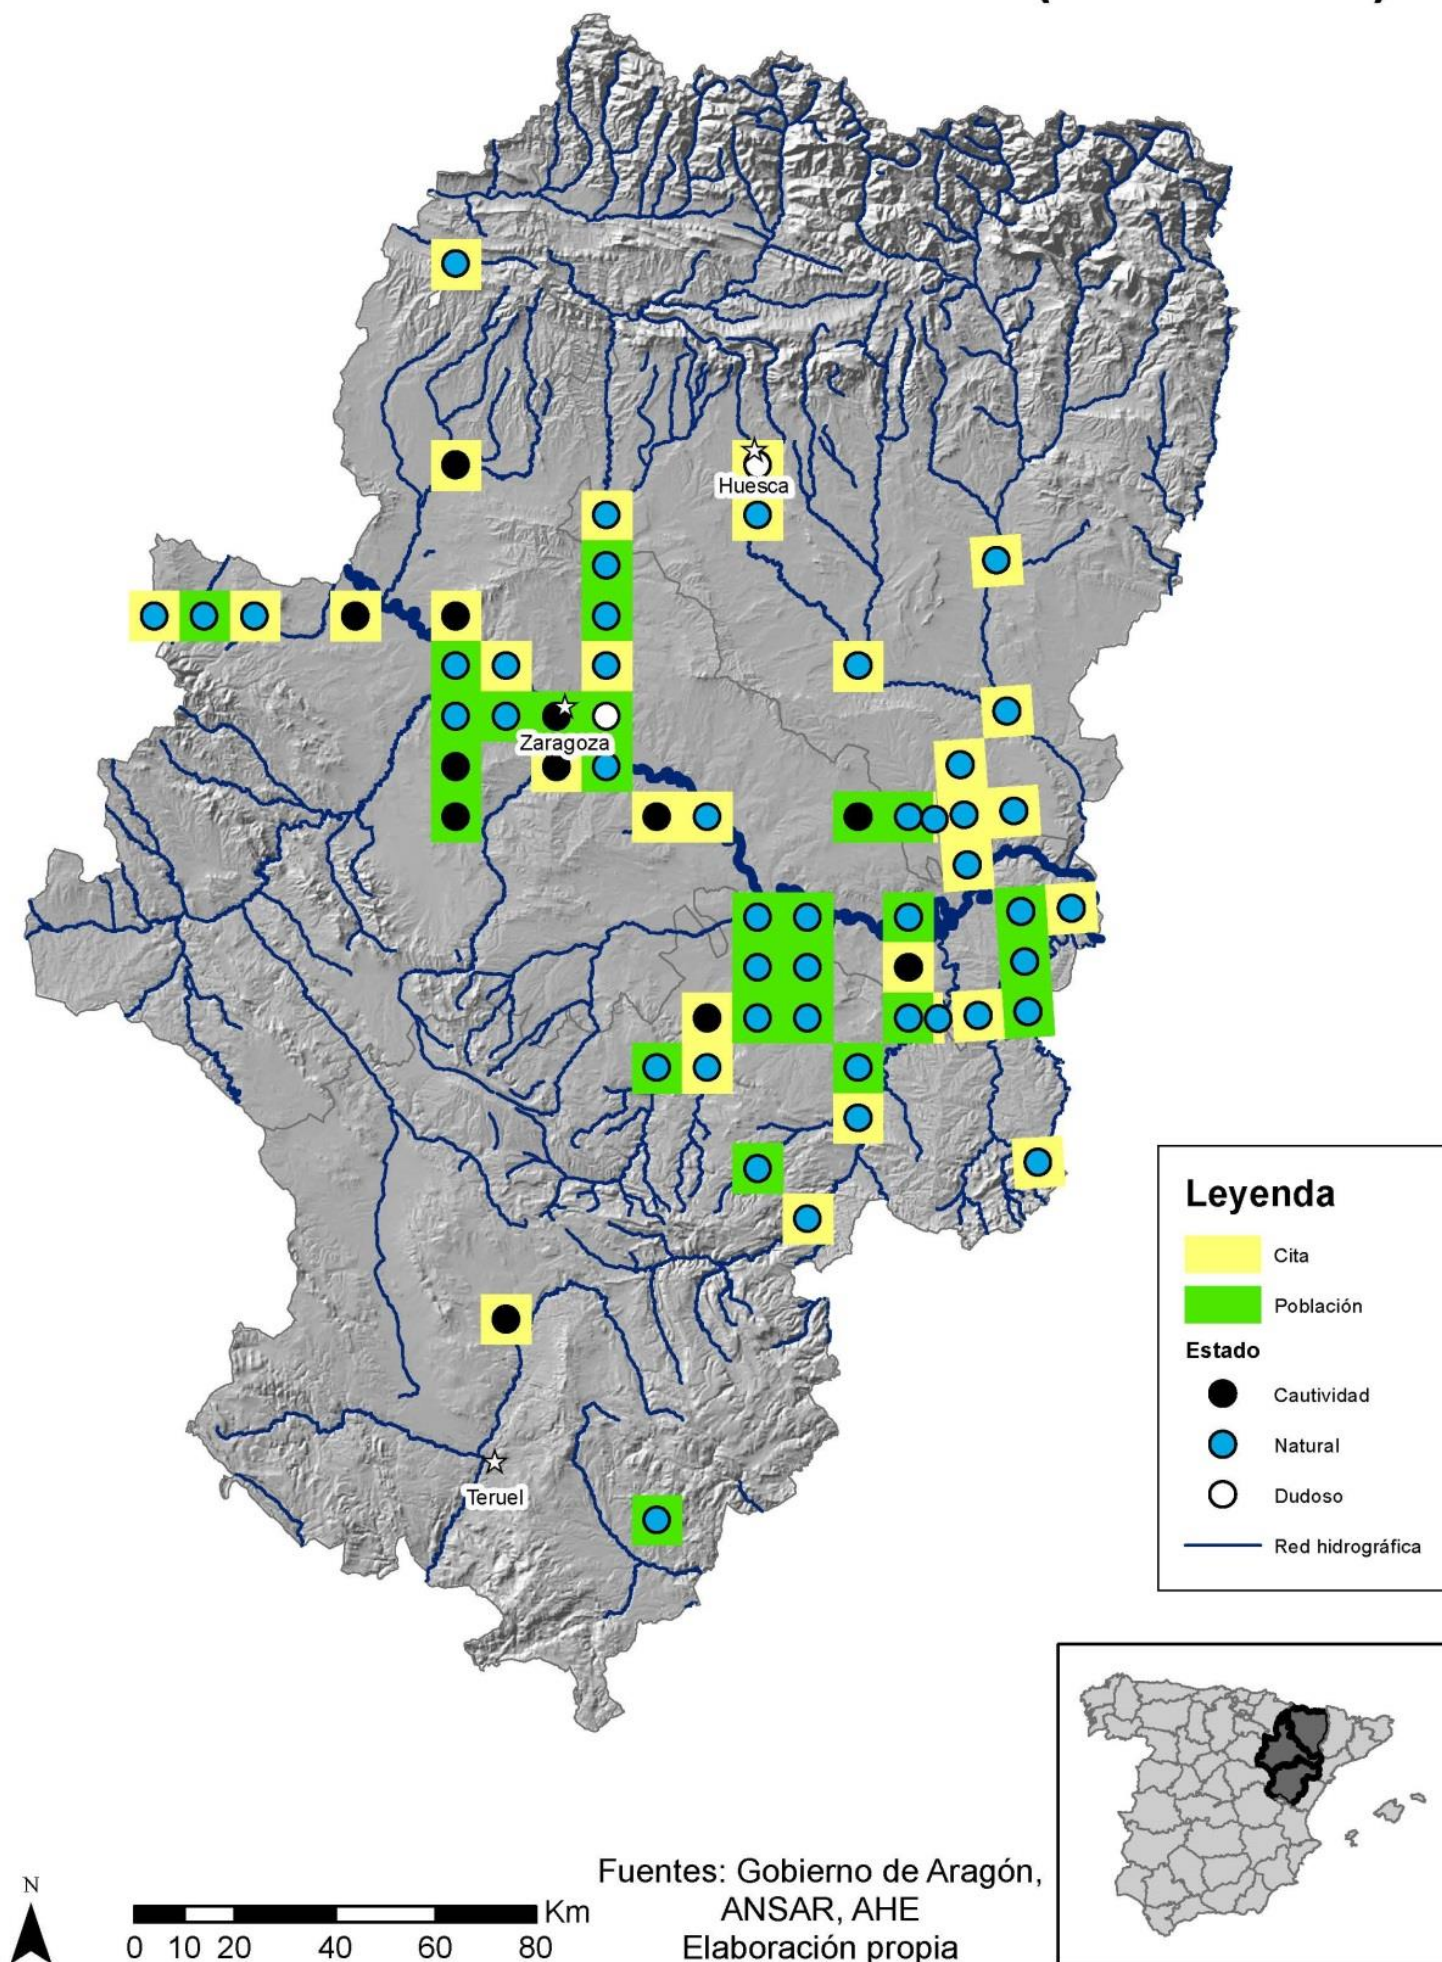 Huesca
Zaragoza
Teruel
Leyenda
Cita
Población
Estado
Cautividad
Natural
Dudoso
Red hidrográfica
N
Km
0 10 20 40 60 80
Fuentes: Gobierno de Aragón,
ANSAR, AHE
Elaboración propia